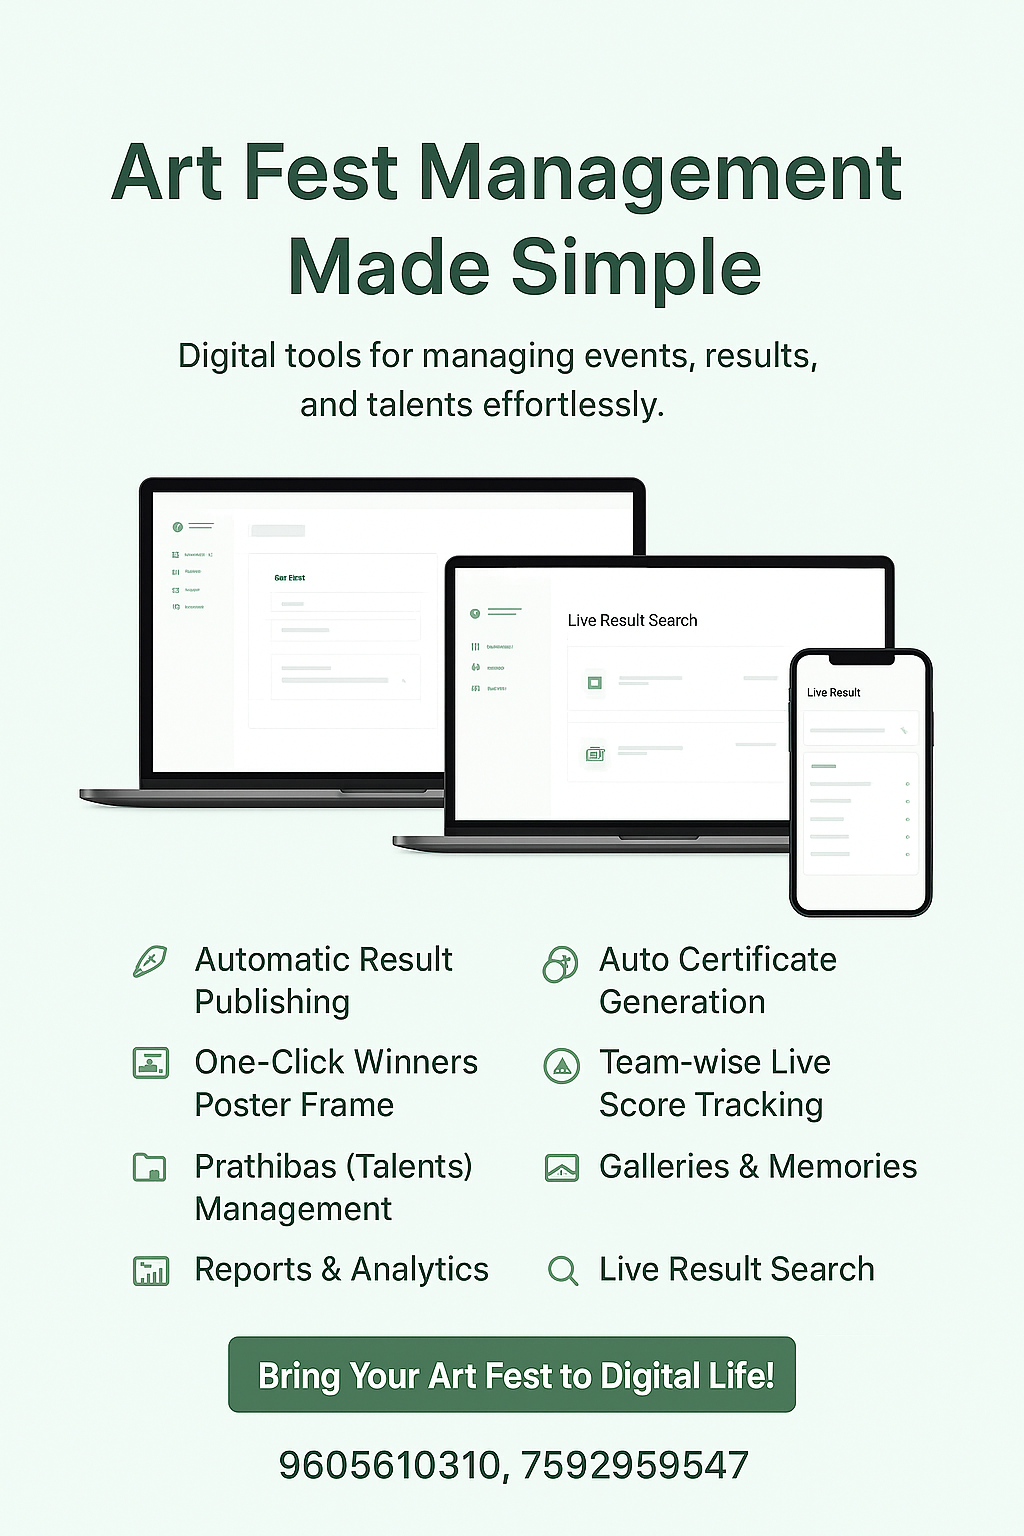 Art Fest Management
Made Simple
Digital tools for managing events, results,
and talents effortlessly.
Live Result Search
Live Result
Automatic Result
Publishing
Auto Certificate
Generation
One-Click Winners
Poster Frame
Team-wise Live
Score Tracking
Prathibas (Talents)
Management
Galleries & Memories
Reports & Analytics
Live Result Search
Bring Your Art Fest to Digital Life!
9605610310, 7592959547